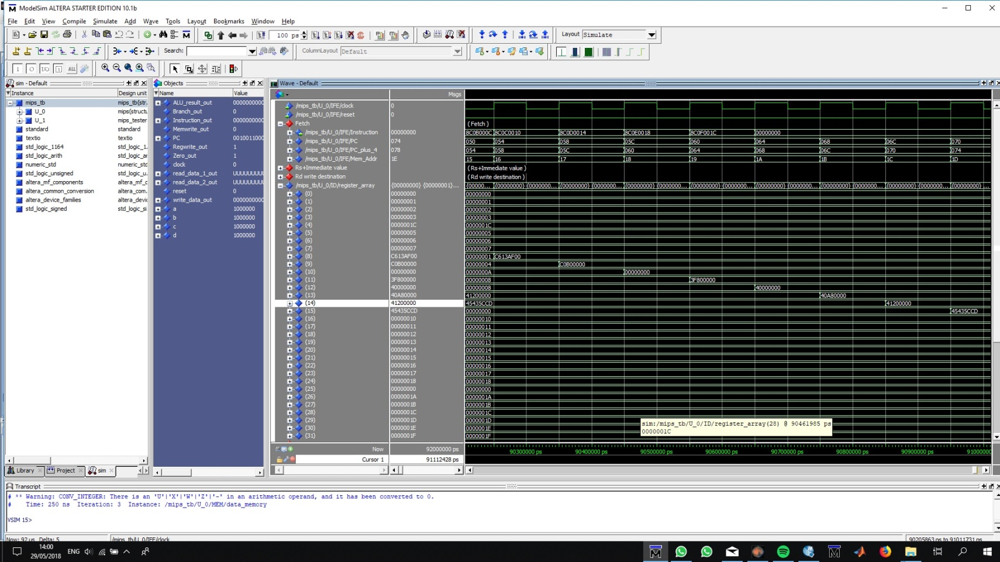 ModelSim ALTERA STARTER EDITION 10.1b
File Edit View Compile Simulate Add Wave Tools Layout Bookmarks Window Help
100 ps Layout Simulate
Search: ColumnLayout Default
ALL
sim - Default
Instance Design unit
mips_tb mips_tb(str...
U_0 mips(structu
U_1 mips_tester
standard standard
textio textio
std_logic_1164 std_logic_1.
std_logic_arith std_logic_ar
numeric_std numeric_std
std_logic_unsigned std_logic_u.
altera_mf_components altera_mf_c
altera_common_conversion altera_com.
altera_device_families altera_devic
std_logic_signed std_logic_si
Library Project sim
Objects
Name Value
ALU_result_out 0000000000
Branch_out 0
Instruction_out 0000000000
Memwrite_out 0
PC 0010011000
Regwrite_out 1
Zero_out 1
clock 0
read_data_1_out UUUUUUUU
read_data_2_out UUUUUUUU
reset 0
write_data_out 0000000000
a 1000000
b 1000000
c 1000000
d 1000000
Wave - Default
Msgs
/mips_tb/U_0/IFE/clock 0
/mips_tb/U_0/IFE/reset 0
Fetch (Fetch)
/mips_tb/U_0/IFE/Instruction 00000000 8C0B000C 8C0C0010 8C0D0014 8C0E0018 8C0F001C 00000000
/mips_tb/U_0/IFE/PC 074 050 054 058 05C 060 064 068 06C 070
/mips_tb/U_0/IFE/PC_plus_4 078 054 058 05C 060 064 068 06C 070 074
/mips_tb/U_0/IFE/Mem_Addr 1E 15 16 17 18 19 1A 1B 1C 1D
Rs+Immediate value (Rs+Immediate value)
Rd write destination (Rd write destination)
/mips_tb/U_0/ID/register_array {00000000} {00000001}... {00000... {00000000} {0000000... {00000000} {0000000... {00000000} {0000000... {00000000} {0000000... {00000000} {0000000... {00000000} {0000000... {00000000} {0000000... {00000000} ...
(0) 00000000 00000000
(1) 00000001 00000001
(2) 00000002 00000002
(3) 00000003 00000003
(4) 0000001C 0000001C
(5) 00000005 00000005
(6) 00000006 00000006
(7) 00000007 00000007
(8) C613AF00 00000001 C613AF00
(9) C0B00000 00000004 C0B00000
(10) 00000000 0000000A 00000000
(11) 3F800000 00000008 3F800000
(12) 40000000 00000008 40000000
(13) 40A80000 41200000 40A80000
(14) 41200000 45435CCD 41200000
(15) 45435CCD 00000000 45435CCD
(16) 00000010 00000010
(17) 00000011 00000011
(18) 00000012 00000012
(19) 00000013 00000013
(20) 00000014 00000014
(21) 00000015 00000015
(22) 00000016 00000016
(23) 00000017 00000017
(24) 00000018 00000018
(25) 00000000 00000000
(26) 0000001A 0000001A
(27) 0000001B 0000001B
(28) 0000001C 0000001C
(29) 0000001D 0000001D
(30) 0000001E 0000001E
(31) 0000001F 0000001F
sim:/mips_tb/U_0/ID/register_array(28) @ 90461985 ps
0000001C
Now 92000000 ps 90300000 ps 90400000 ps 90500000 ps 90600000 ps 90700000 ps 90800000 ps 90900000 ps 9100000
Cursor 1 91112428 ps
Transcript
# ** Warning: CONV_INTEGER: There is an 'U'|'X'|'W'|'Z'|'-' in an arithmetic operand, and it has been converted to 0.
# Time: 250 ns Iteration: 3 Instance: /mips_tb/U_0/MEM/data_memory
VSIM 15>
Now: 92 us Delta: 5 /mips_tb/U_0/IFE/clock 90205863 ps to 91011731 ps
14:00
29/05/2018
ENG